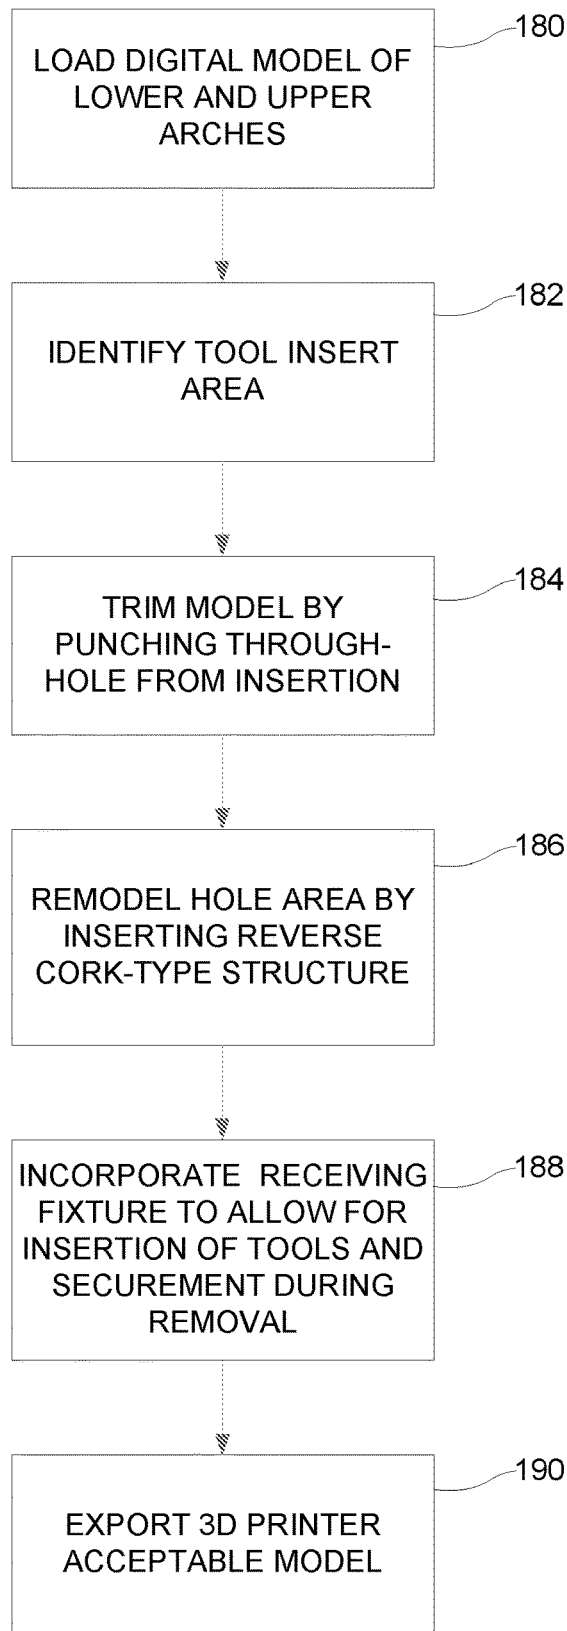 180
LOAD DIGITAL MODEL OF
LOWER AND UPPER
ARCHES
182
IDENTIFY TOOL INSERT
AREA
184
TRIM MODEL BY
PUNCHING THROUGH-
HOLE FROM INSERTION
186
REMODEL HOLE AREA BY
INSERTING REVERSE
CORK-TYPE STRUCTURE
188
INCORPORATE RECEIVING
FIXTURE TO ALLOW FOR
INSERTION OF TOOLS AND
SECUREMENT DURING
REMOVAL
190
EXPORT 3D PRINTER
ACCEPTABLE MODEL